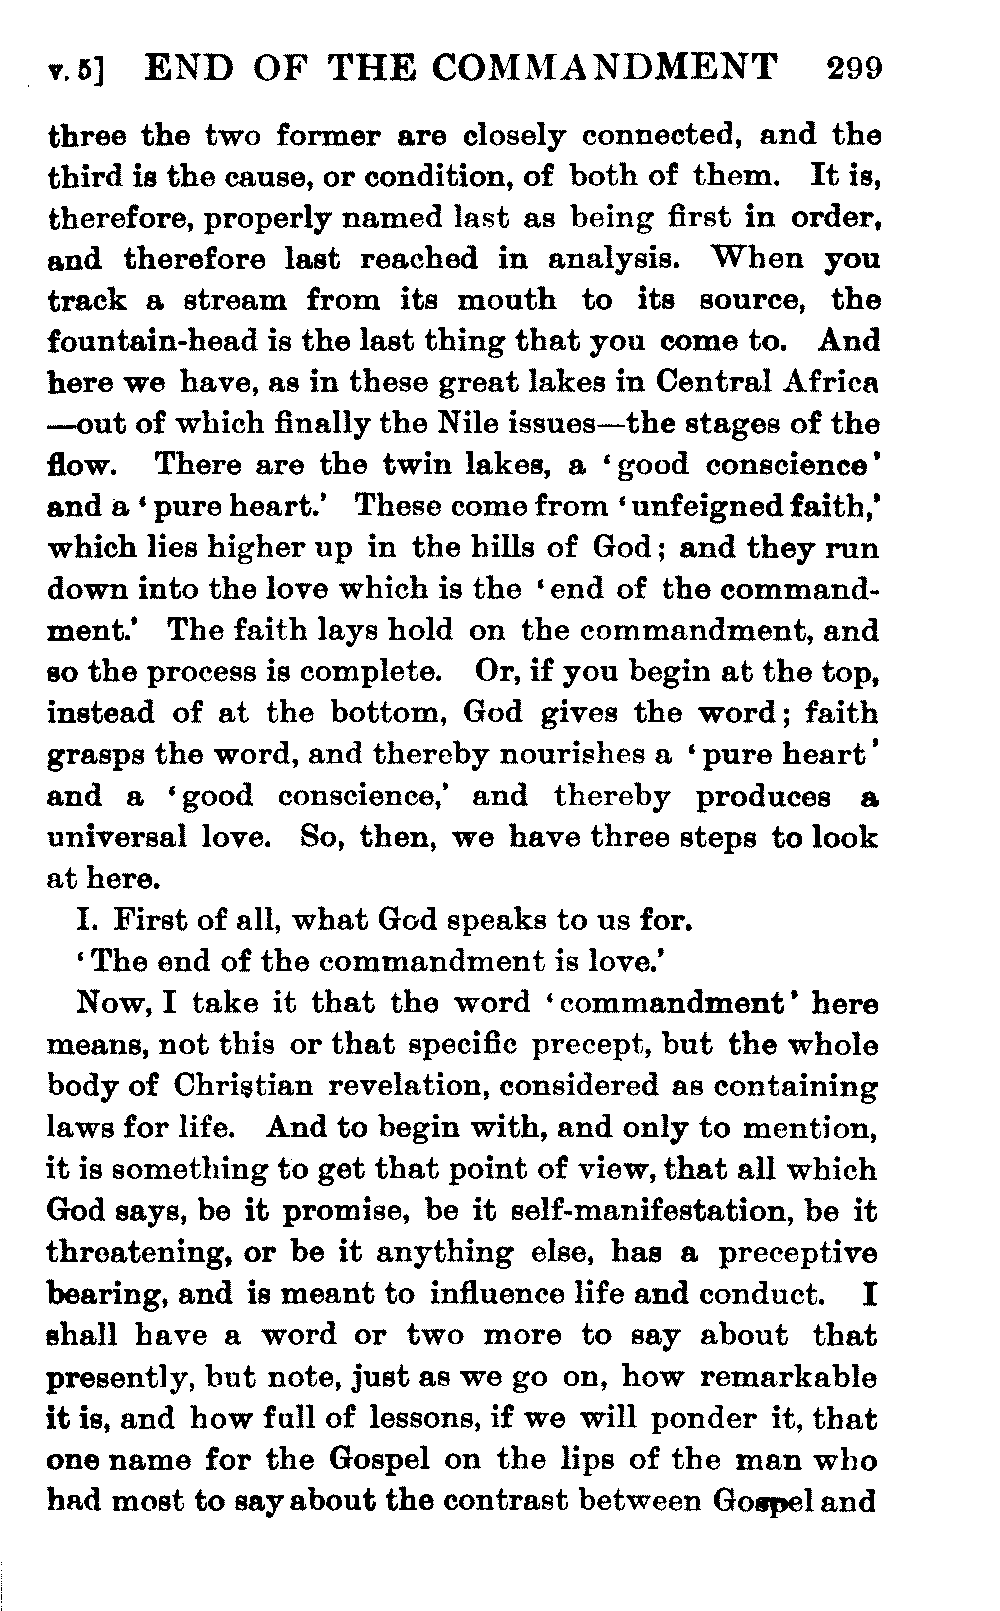 v. 5] END OF THE COMMANDMENT 299
three the two former are closely connected, and the
third is the cause, or condition, of both of them. It is,
therefore, properly named last as being first in order,
and therefore last reached in analysis. When you
track a stream from its mouth to its source, the
fountain-head is the last thing that you come to. And
here we have, as in these great lakes in Central Africa
—out of which finally the Nile issues—the stages of the
flow. There are the twin lakes, a ‘good conscience’
and a ‘pure heart.’ These come from ‘unfeigned faith,’
which lies higher up in the hills of God; and they run
down into the love which is the ‘end of the command-
ment.’ The faith lays hold on the commandment, and
so the process is complete. Or, if you begin at the top,
instead of at the bottom, God gives the word; faith
grasps the word, and thereby nourishes a ‘pure heart’
and a ‘good conscience,’ and thereby produces a
universal love. So, then, we have three steps to look
at here.
I. First of all, what God speaks to us for.
‘The end of the commandment is love.’
Now, I take it that the word ‘commandment’ here
means, not this or that specific precept, but the whole
body of Christian revelation, considered as containing
laws for life. And to begin with, and only to mention,
it is something to get that point of view, that all which
God says, be it promise, be it self-manifestation, be it
threatening, or be it anything else, has a preceptive
bearing, and is meant to influence life and conduct. I
shall have a word or two more to say about that
presently, but note, just as we go on, how remarkable
it is, and how full of lessons, if we will ponder it, that
one name for the Gospel on the lips of the man who
had most to say about the contrast between Gospel and